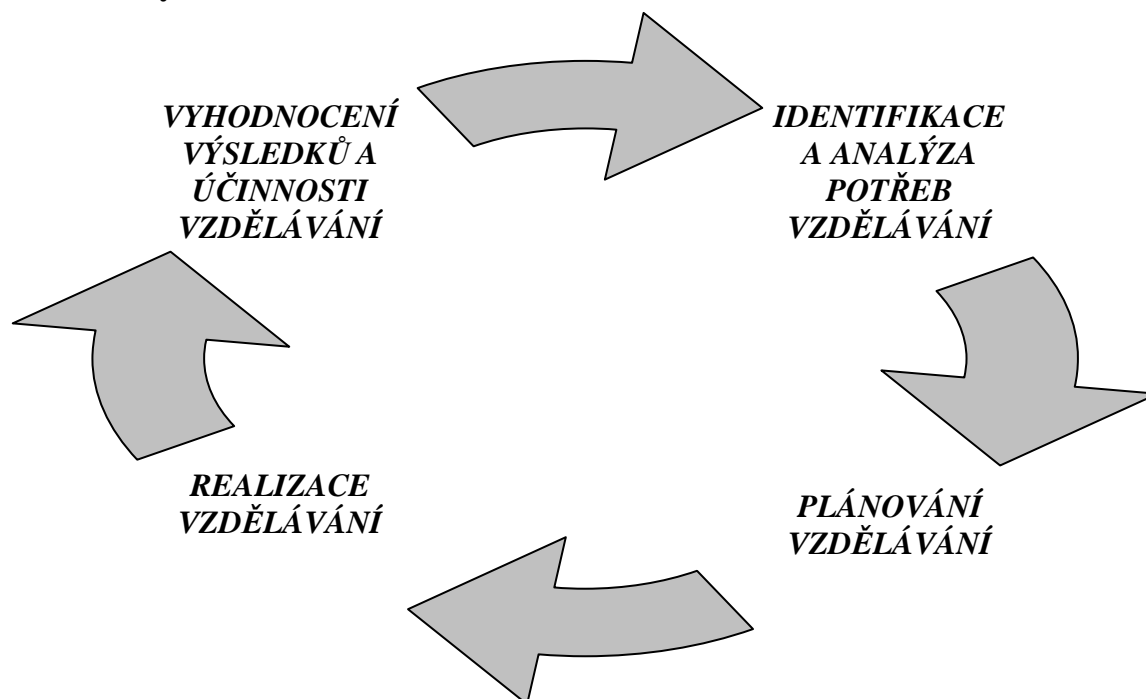 VYHODNOCENÍ
VÝSLEDKŮ A
ÚČINNOSTI
VZDĚLÁVÁNÍ
IDENTIFIKACE
A ANALÝZA
POTŘEB
VZDĚLÁVÁNÍ
PLÁNOVÁNÍ
VZDĚLÁVÁNÍ
REALIZACE
VZDĚLÁVÁNÍ